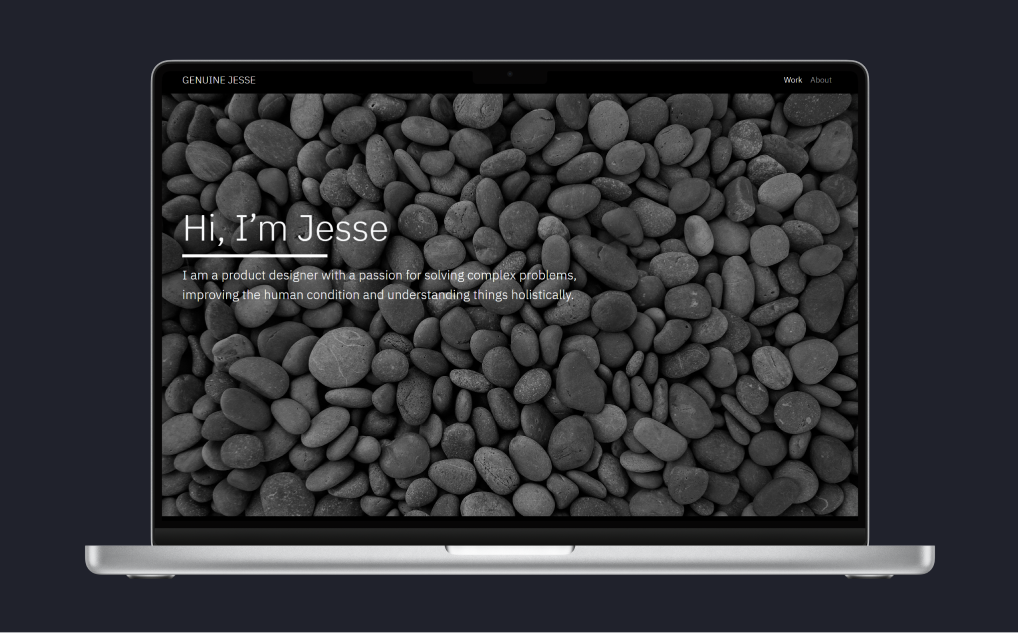 GENUINE JESSE
Work About
Hi, I’m Jesse
I am a product designer with a passion for solving complex problems,
improving the human condition and understanding things holistically.